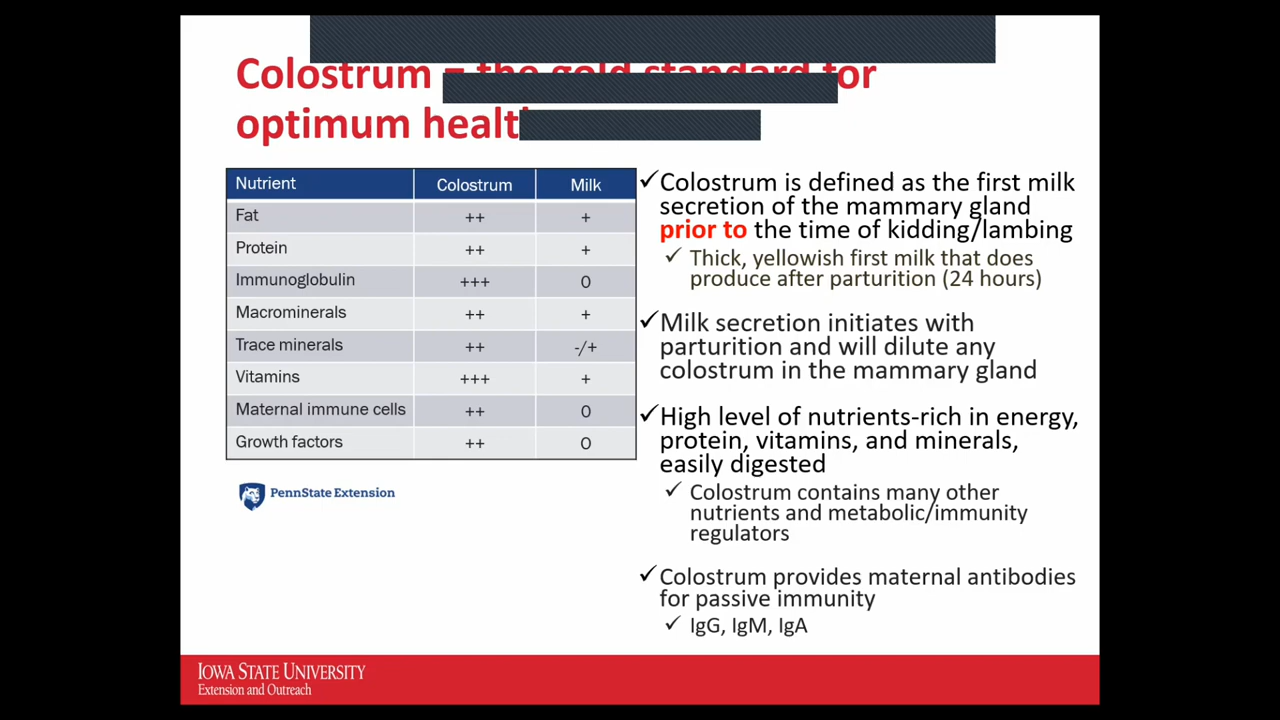 Colostrum = the gold standard for
optimum healt
Nutrient Colostrum Milk
Fat ++ +
Protein ++ +
Immunoglobulin +++ 0
Macrominerals ++ +
Trace minerals ++ -/+
Vitamins +++ +
Maternal immune cells ++ 0
Growth factors ++ 0
PennState Extension
✓Colostrum is defined as the first milk
secretion of the mammary gland
prior to the time of kidding/lambing
✓ Thick, yellowish first milk that does
produce after parturition (24 hours)
✓Milk secretion initiates with
parturition and will dilute any
colostrum in the mammary gland
✓High level of nutrients-rich in energy,
protein, vitamins, and minerals,
easily digested
✓ Colostrum contains many other
nutrients and metabolic/immunity
regulators
✓Colostrum provides maternal antibodies
for passive immunity
✓ IgG, IgM, IgA
IOWA STATE UNIVERSITY
Extension and Outreach